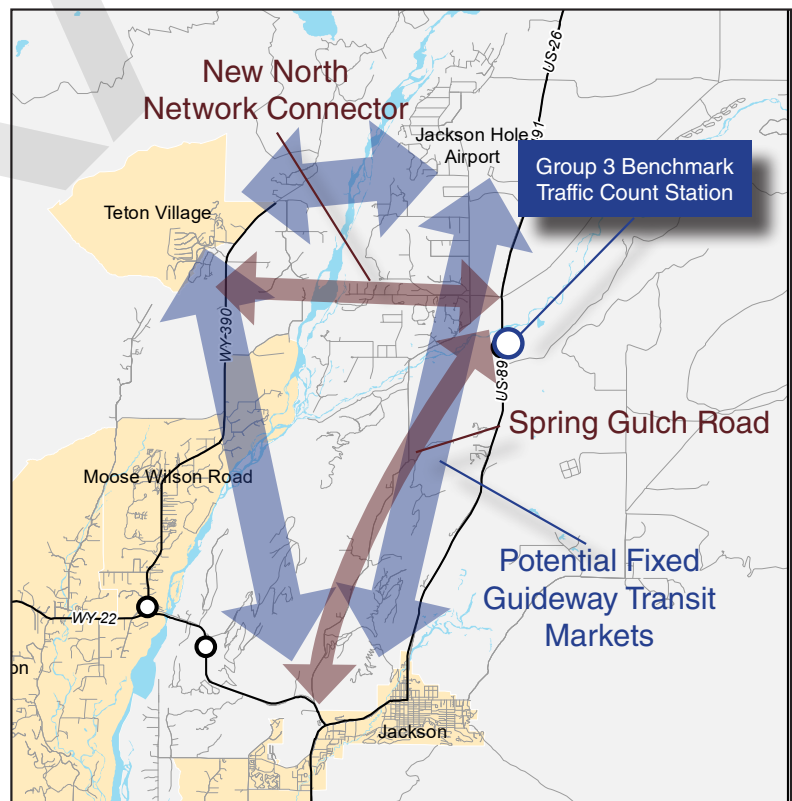 US-26
New North
Network Connector
Jackson Hole
Airport
91
Group 3 Benchmark
Traffic Count Station
Teton Village
WY-390
US-89
Spring Gulch Road
Moose Wilson Road
Potential Fixed
Guideway Transit
Markets
WY-22
on
Jackson